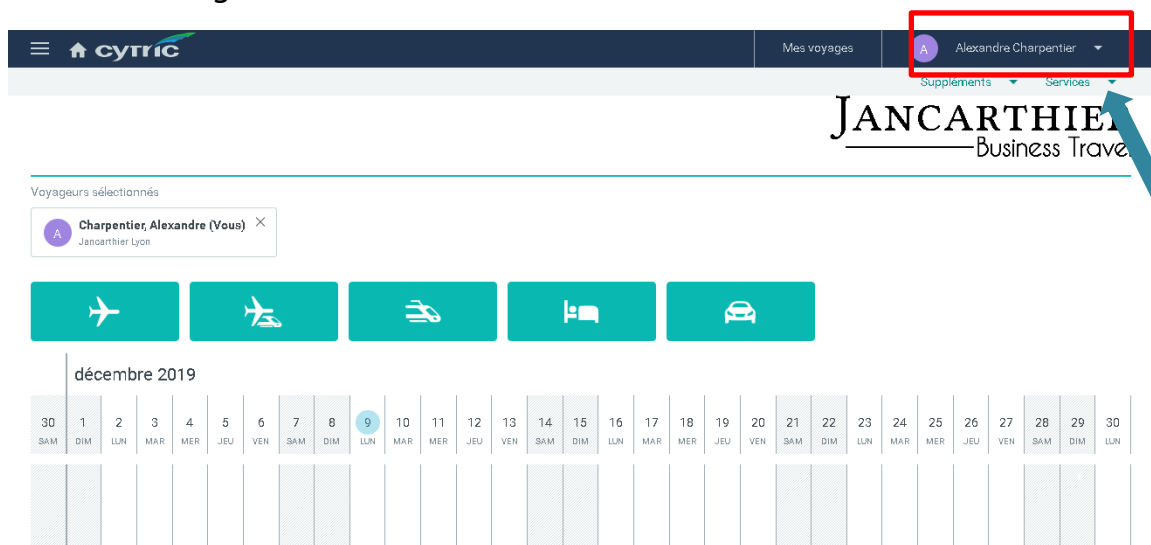 cytric
Mes voyages
A Alexandre Charpentier
Suppléments Services
JANCARTHIE
Business Trave
Voyageurs sélectionnés
A Charpentier, Alexandre (Vous)
Jancarthier Lyon
décembre 2019
30 1 2 3 4 5 6 7 8 9 10 11 12 13 14 15 16 17 18 19 20 21 22 23 24 25 26 27 28 29 30
SAM DIM LUN MAR MER JEU VEN SAM DIM LUN MAR MER JEU VEN SAM DIM LUN MAR MER JEU VEN SAM DIM LUN MAR MER JEU VEN SAM DIM LUN